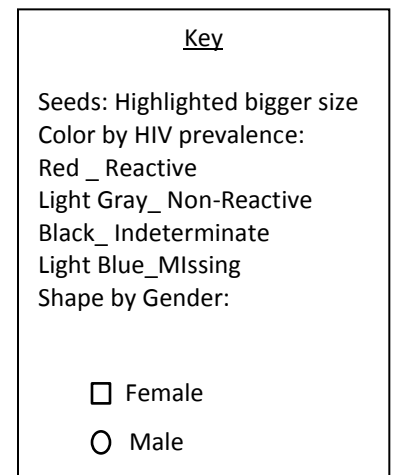 Key
Seeds: Highlighted bigger size
Color by HIV prevalence:
Red _ Reactive
Light Gray_ Non-Reactive
Black_ Indeterminate
Light Blue_MIssing
Shape by Gender:
Female
Male